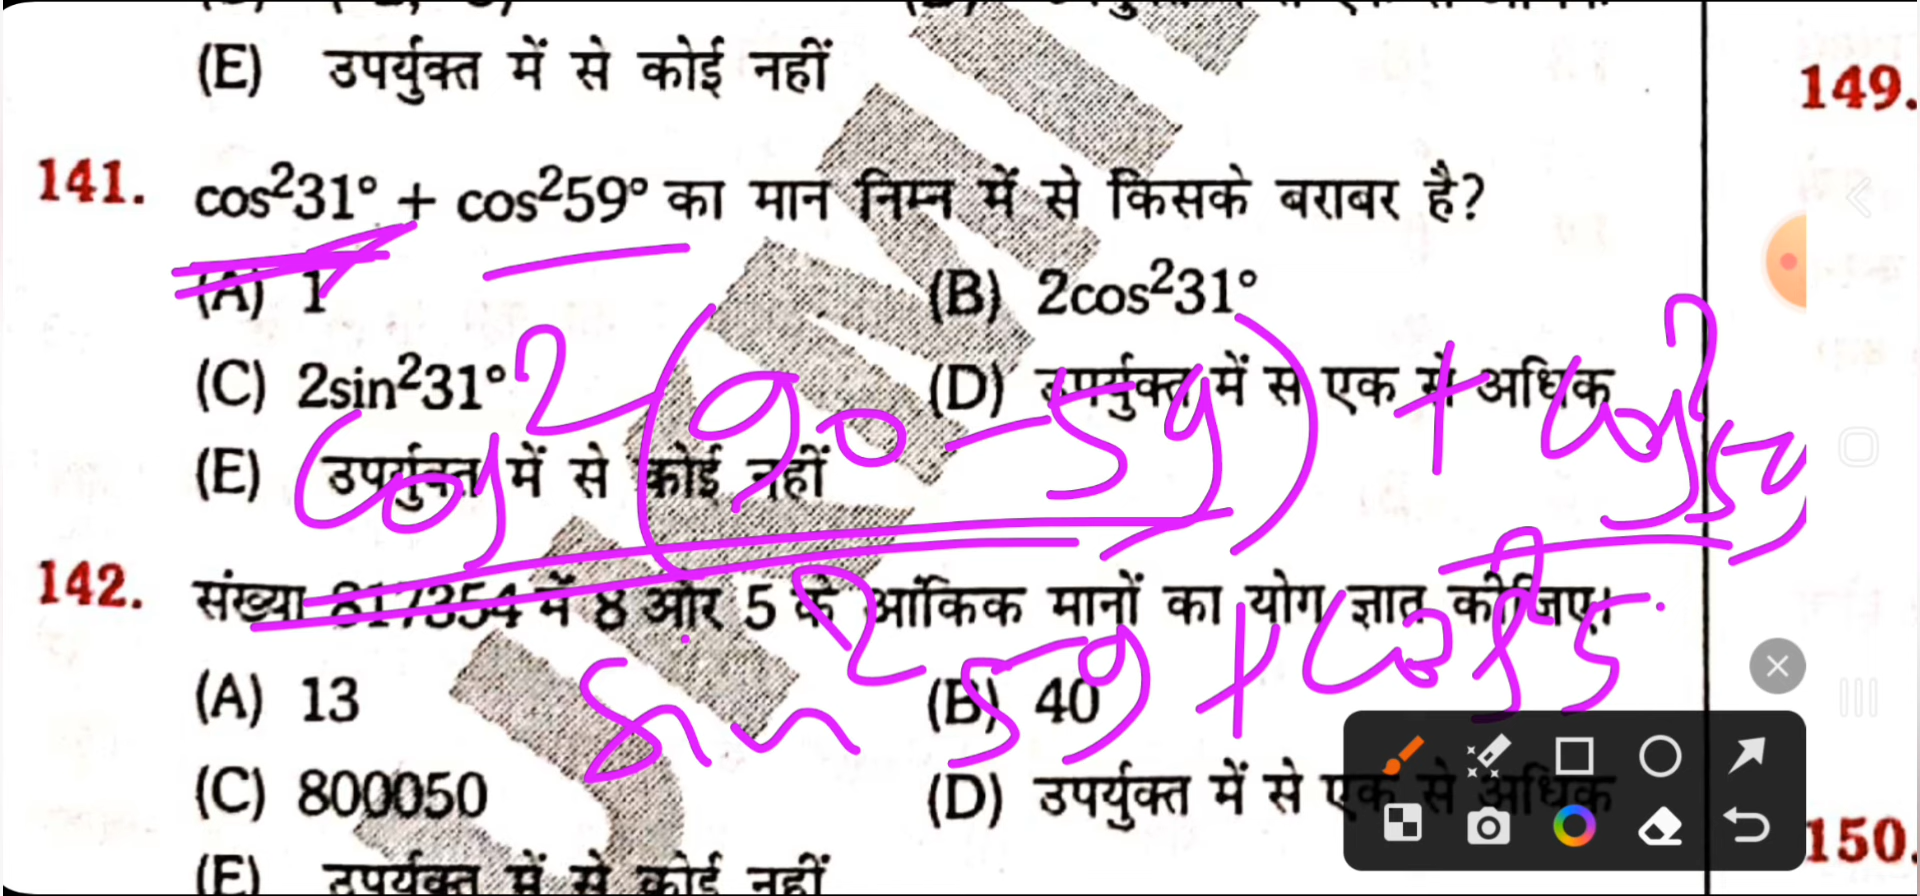 (E) उपर्युक्त में से कोई नहीं
149.
141. cos²31° + cos²59° का मान निम्न में से किसके बराबर है?
(A) 1
(B) 2cos²31°
(C) 2sin²31°
(D) उपर्युक्त में से एक से अधिक
(E) उपर्युक्त में से कोई नहीं
cos²(90-59) + cos²59
142. संख्या 817354 में 8 और 5 के आंकिक मानों का योग ज्ञात कीजिए।
sin²59 + cos²5
(A) 13
(B) 40
(C) 800050
(D) उपर्युक्त में से एक से अधिक
150.
(E) उपर्युक्त में से कोई नहीं